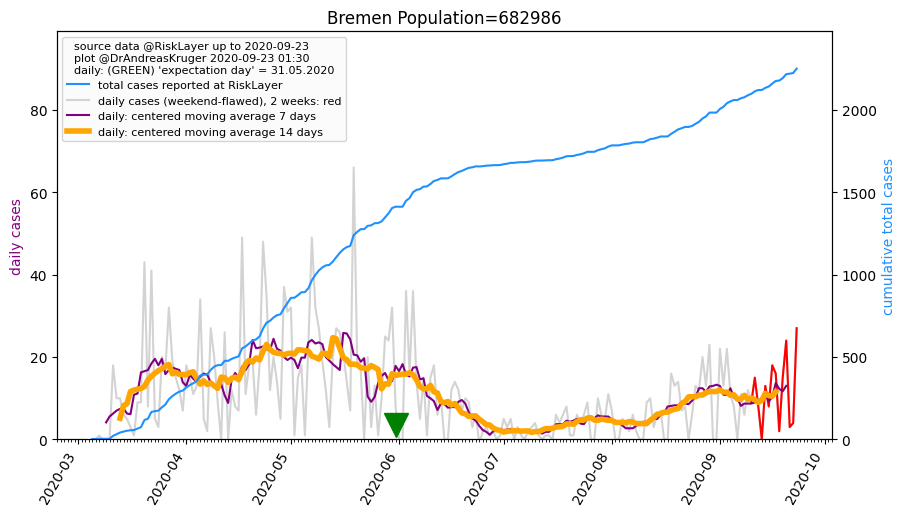 Bremen Population=682986
source data @RiskLayer up to 2020-09-23
plot @DrAndreasKruger 2020-09-23 01:30
daily: (GREEN) 'expectation day' = 31.05.2020
total cases reported at RiskLayer
daily cases (weekend-flawed), 2 weeks: red
daily: centered moving average 7 days
daily: centered moving average 14 days
daily cases
80
60
40
20
0
cumulative total cases
2000
1500
1000
500
0
2020-03
2020-04
2020-05
2020-06
2020-07
2020-08
2020-09
2020-10